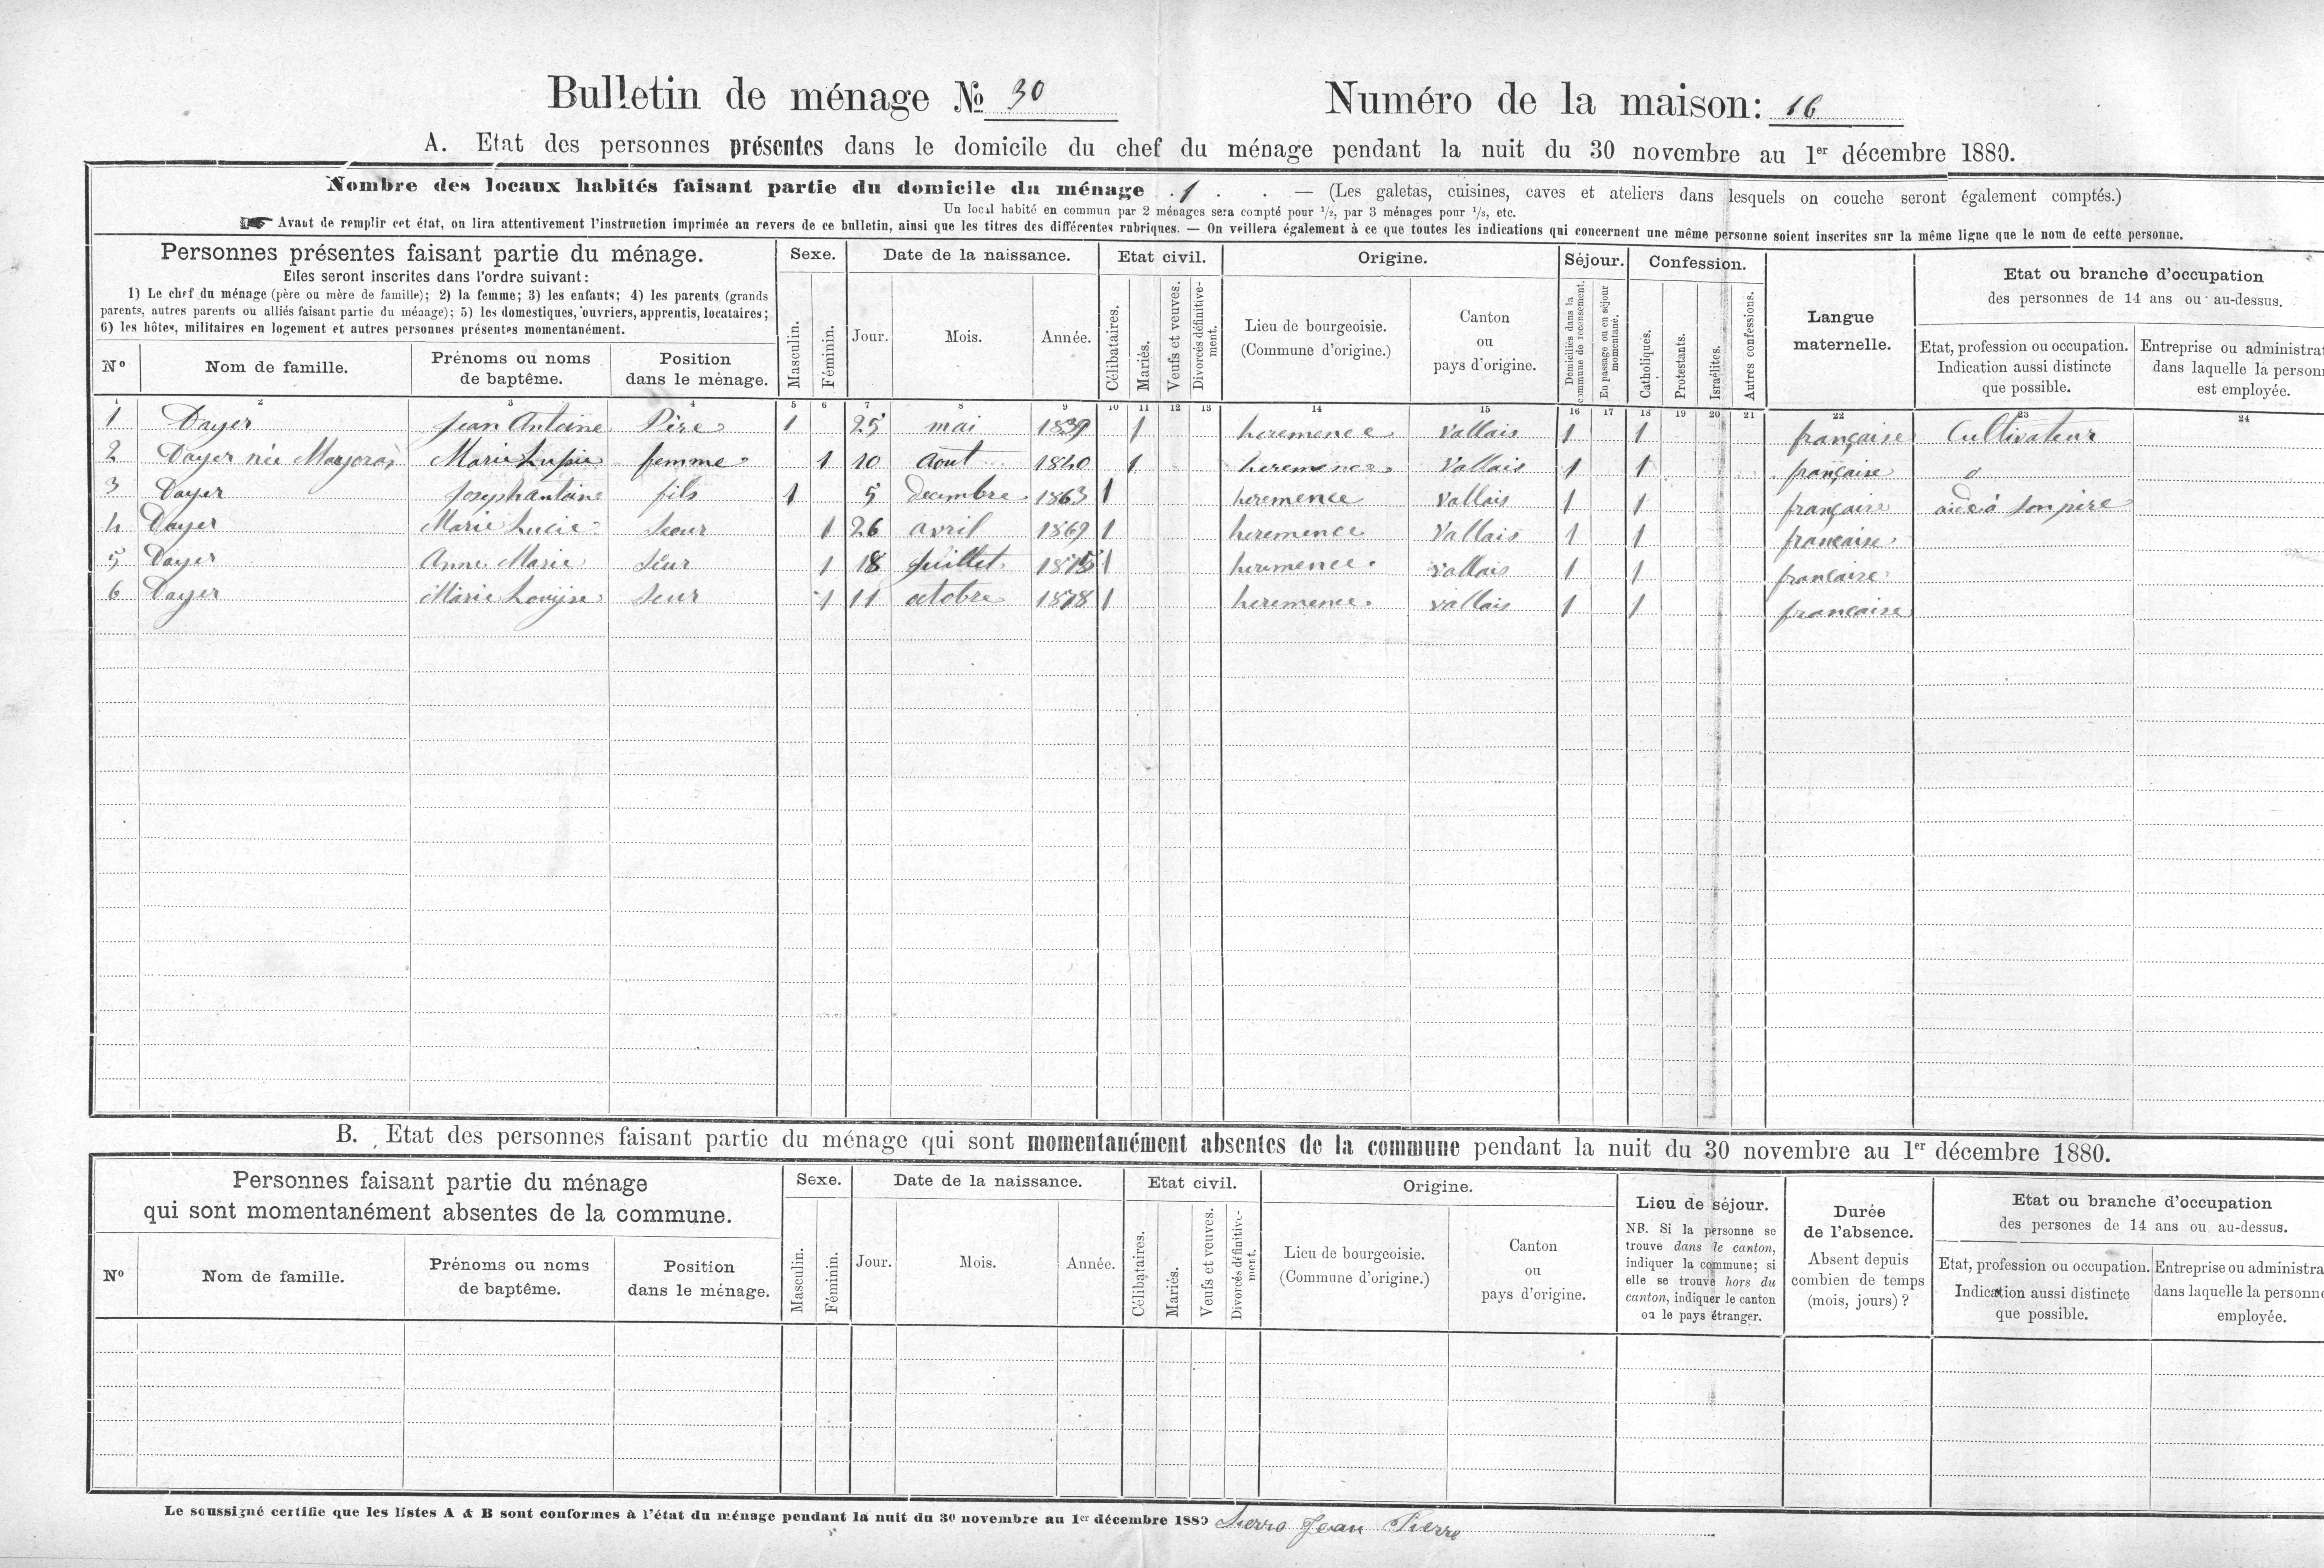 Bulletin de ménage № 30
Numéro de la maison: 16
A. Etat des personnes présentes dans le domicile du chef du ménage pendant la nuit du 30 novembre au 1er décembre 1880.
Nombre des locaux habités faisant partie du domicile du ménage . 1 . . — (Les galetas, cuisines, caves et ateliers dans lesquels on couche seront également comptés.)
Un local habité en commun par 2 ménages sera compté pour 1/2, par 3 ménages pour 1/3, etc.
Avant de remplir cet état, on lira attentivement l'instruction imprimée au revers de ce bulletin, ainsi que les titres des différentes rubriques. — On veillera également à ce que toutes les indications qui concernent une même personne soient inscrites sur la même ligne que le nom de cette personne.
Personnes présentes faisant partie du ménage.
Elles seront inscrites dans l'ordre suivant:
1) Le chef du ménage (père ou mère de famille); 2) la femme; 3) les enfants; 4) les parents (grands
parents, autres parents ou alliés faisant partie du méaage); 5) les domestiques, ouvriers, apprentis, locataires;
6) les hôtes, militaires en logement et autres personnes présentes momentanément.
Nº
Nom de famille.
Prénoms ou noms
de baptême.
Position
dans le ménage.
Sexe.
Masculin.
Féminin.
Date de la naissance.
Jour.
Mois.
Année.
Etat civil.
Célibataires.
Mariés.
Veufs et veuves.
Divorcés définitive-
ment.
Origine.
Lieu de bourgeoisie.
(Commune d'origine.)
Canton
ou
pays d'origine.
Séjour.
Domiciliés dans la
commune de recensement.
En passage ou en séjour
momentané.
Confession.
Catholiques.
Protestants.
Israélites.
Autres confessions.
Langue
maternelle.
Etat ou branche d'occupation
des personnes de 14 ans ou au-dessus.
Etat, profession ou occupation.
Indication aussi distincte
que possible.
Entreprise ou administrat
dans laquelle la personn
est employée.
1 2 3 4 5 6 7 8 9 10 11 12 13 14 15 16 17 18 19 20 21 22 23 24
1 Dayer Jean Antoine Père 1 25 mai 1839 1 heremence Vallais 1 1 française Cultivateur
2 Dayer née Mayoraz Marie femme 1 10 Aout 1840 1 heremence Vallais 1 1 française d
3 Dayer Joseph antoine fils 1 5 decembre 1863 1 heremence Vallais 1 1 française aide à son père
4 Dayer Marie Lucie Seour 1 26 avril 1869 1 heremence Vallais 1 1 française
5 Dayer Anne Marie Seur 1 18 Juillet 1875 1 heremence Vallais 1 1 francaise
6 Dayer Marie Louÿse Seur 1 11 octobre 1878 1 heremence Vallais 1 1 francaise
B. Etat des personnes faisant partie du ménage qui sont momentanément absentes de la commune pendant la nuit du 30 novembre au 1er décembre 1880.
Personnes faisant partie du ménage
qui sont momentanément absentes de la commune.
Nº
Nom de famille.
Prénoms ou noms
de baptême.
Position
dans le ménage.
Sexe.
Masculin.
Féminin.
Date de la naissance.
Jour.
Mois.
Année.
Etat civil.
Célibataires.
Mariés.
Veufs et veuves.
Divorcés définitive-
ment.
Origine.
Lieu de bourgeoisie.
(Commune d'origine.)
Canton
ou
pays d'origine.
Lieu de séjour.
NB. Si la personne se
trouve dans le canton,
indiquer la commune; si
elle se trouve hors du
canton, indiquer le canton
ou le pays étranger.
Durée
de l'absence.
Absent depuis
combien de temps
(mois, jours) ?
Etat ou branche d'occupation
des persones de 14 ans ou au-dessus.
Etat, profession ou occupation.
Indication aussi distincte
que possible.
Entreprise ou administra
dans laquelle la personne
employée.
Le soussigné certifie que les listes A & B sont conformes à l'état du ménage pendant la nuit du 30 novembre au 1er décembre 1880 Sierro Jean Pierre